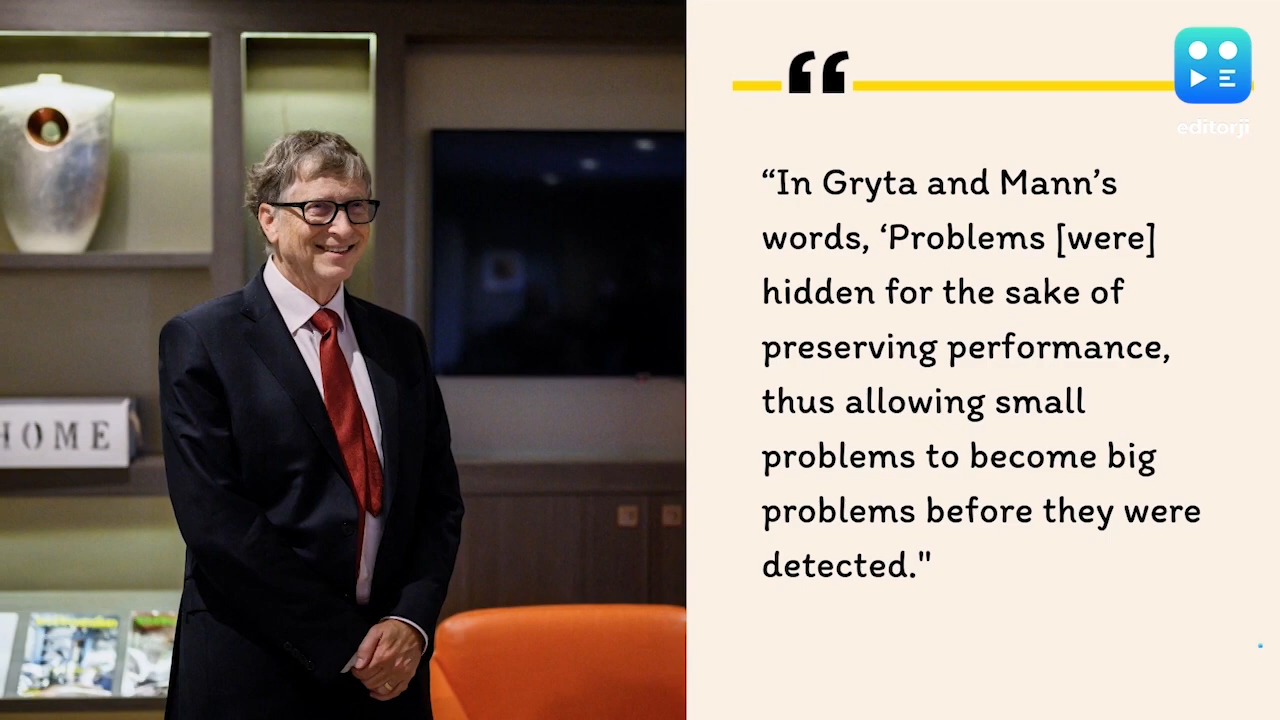 HOME
editorji
“In Gryta and Mann’s
words, ‘Problems [were]
hidden for the sake of
preserving performance,
thus allowing small
problems to become big
problems before they were
detected."